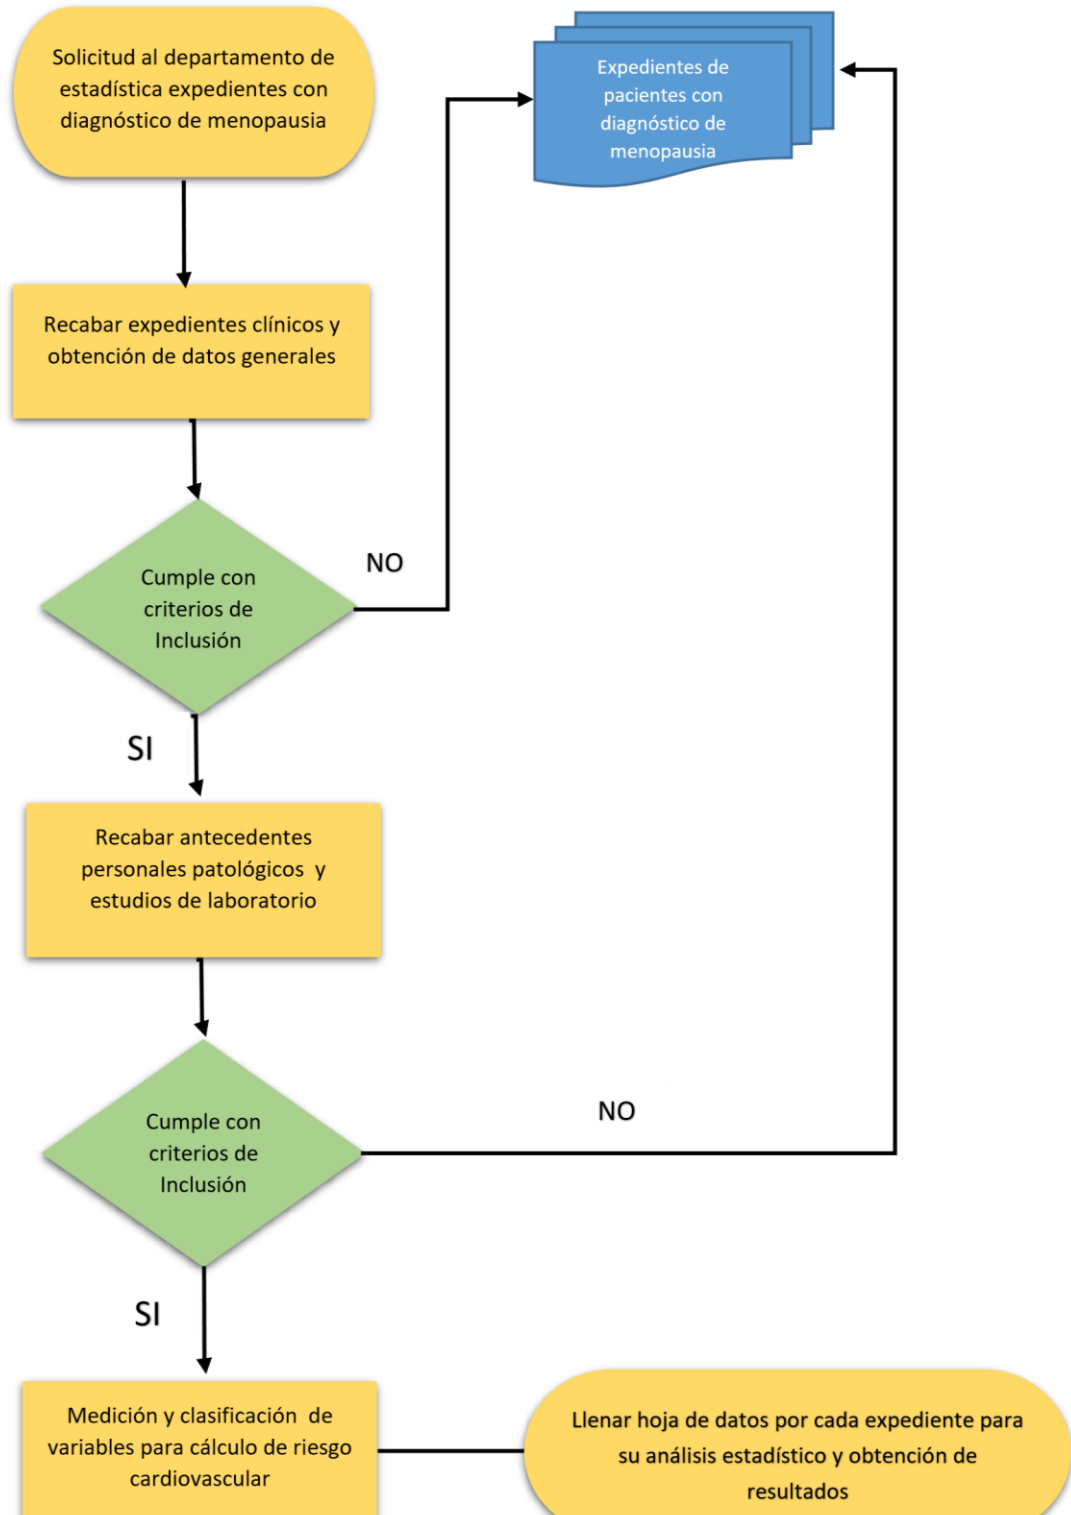 Solicitud al departamento de
estadística expedientes con
diagnóstico de menopausia
Expedientes de
pacientes con
diagnóstico de
menopausia
Recabar expedientes clínicos y
obtención de datos generales
NO
Cumple con
criterios de
Inclusión
SI
Recabar antecedentes
personales patológicos y
estudios de laboratorio
NO
Cumple con
criterios de
Inclusión
SI
Medición y clasificación de
variables para cálculo de riesgo
cardiovascular
Llenar hoja de datos por cada expediente para
su análisis estadístico y obtención de
resultados